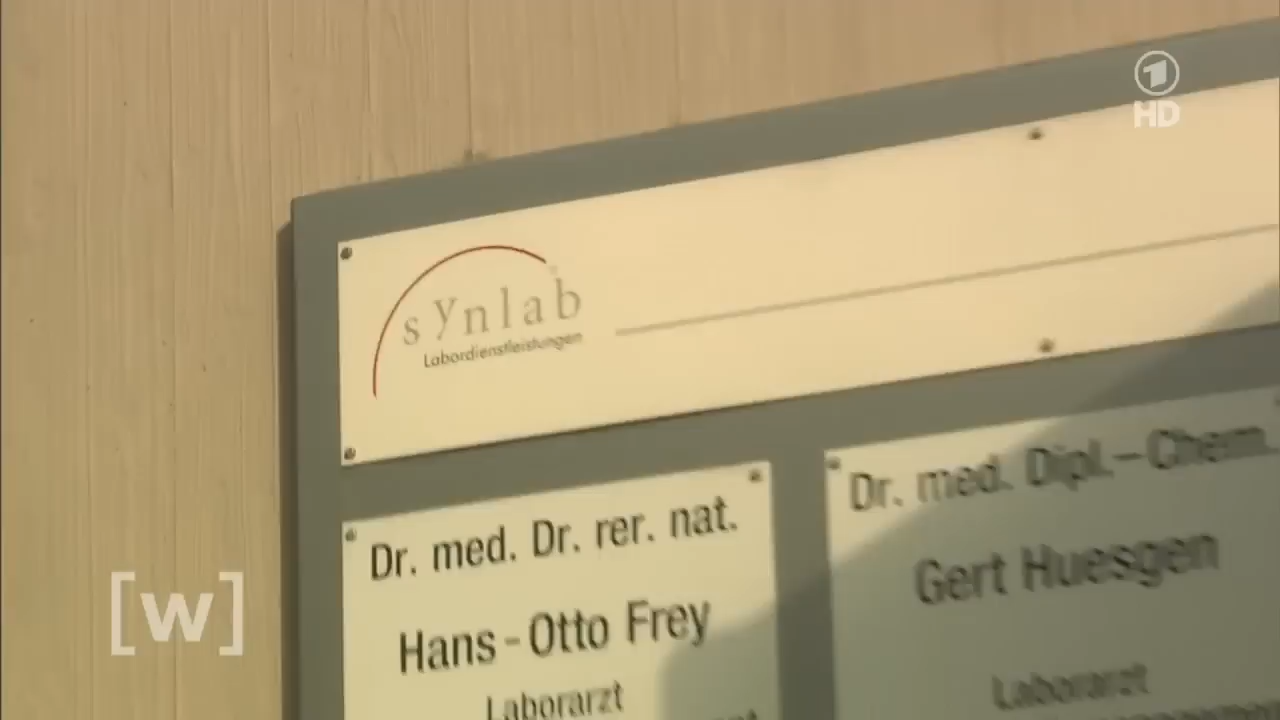 1
HD
synlab
Labordienstleistungen
Dr. med. Dr. rer. nat.
Hans-Otto Frey
Laborarzt
Dr. med. Dipl.-Chem.
Gert Huesgen
Laborarzt
[w]